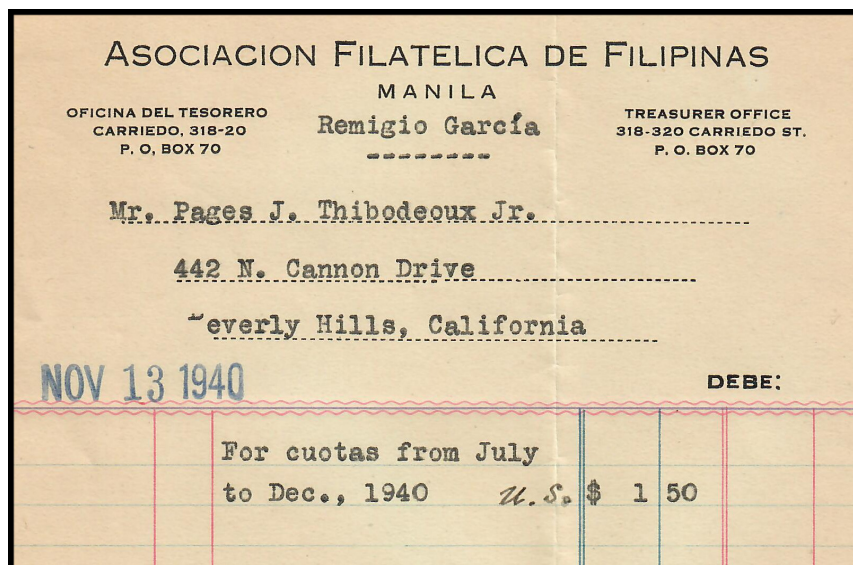 ASOCIACION FILATELICA DE FILIPINAS
MANILA
OFICINA DEL TESORERO
CARRIEDO, 318-20
P. O, BOX 70
Remigio García
--------
TREASURER OFFICE
318-320 CARRIEDO ST.
P. O. BOX 70
Mr. Pages J. Thibodeoux Jr.
442 N. Cannon Drive
everly Hills, California
NOV 13 1940
DEBE:
For cuotas from July
to Dec., 1940 U.S. $ 1 50